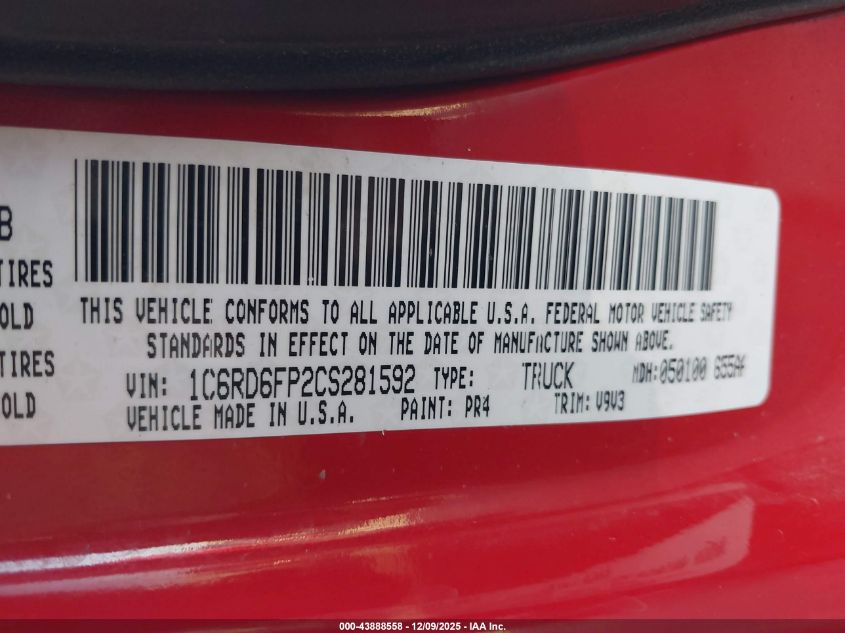 B
TIRES
OLD
TIRES
OLD
THIS VEHICLE CONFORMS TO ALL APPLICABLE U.S.A. FEDERAL MOTOR VEHICLE SAFETY
STANDARDS IN EFFECT ON THE DATE OF MANUFACTURE SHOWN ABOVE.
VIN: 1C6RD6FP2CS281592 TYPE: TRUCK MDH: 050100 655A
VEHICLE MADE IN U.S.A. PAINT: PR4 TRIM: V9V3
000-43888558 - 12/09/2025 - IAA Inc.